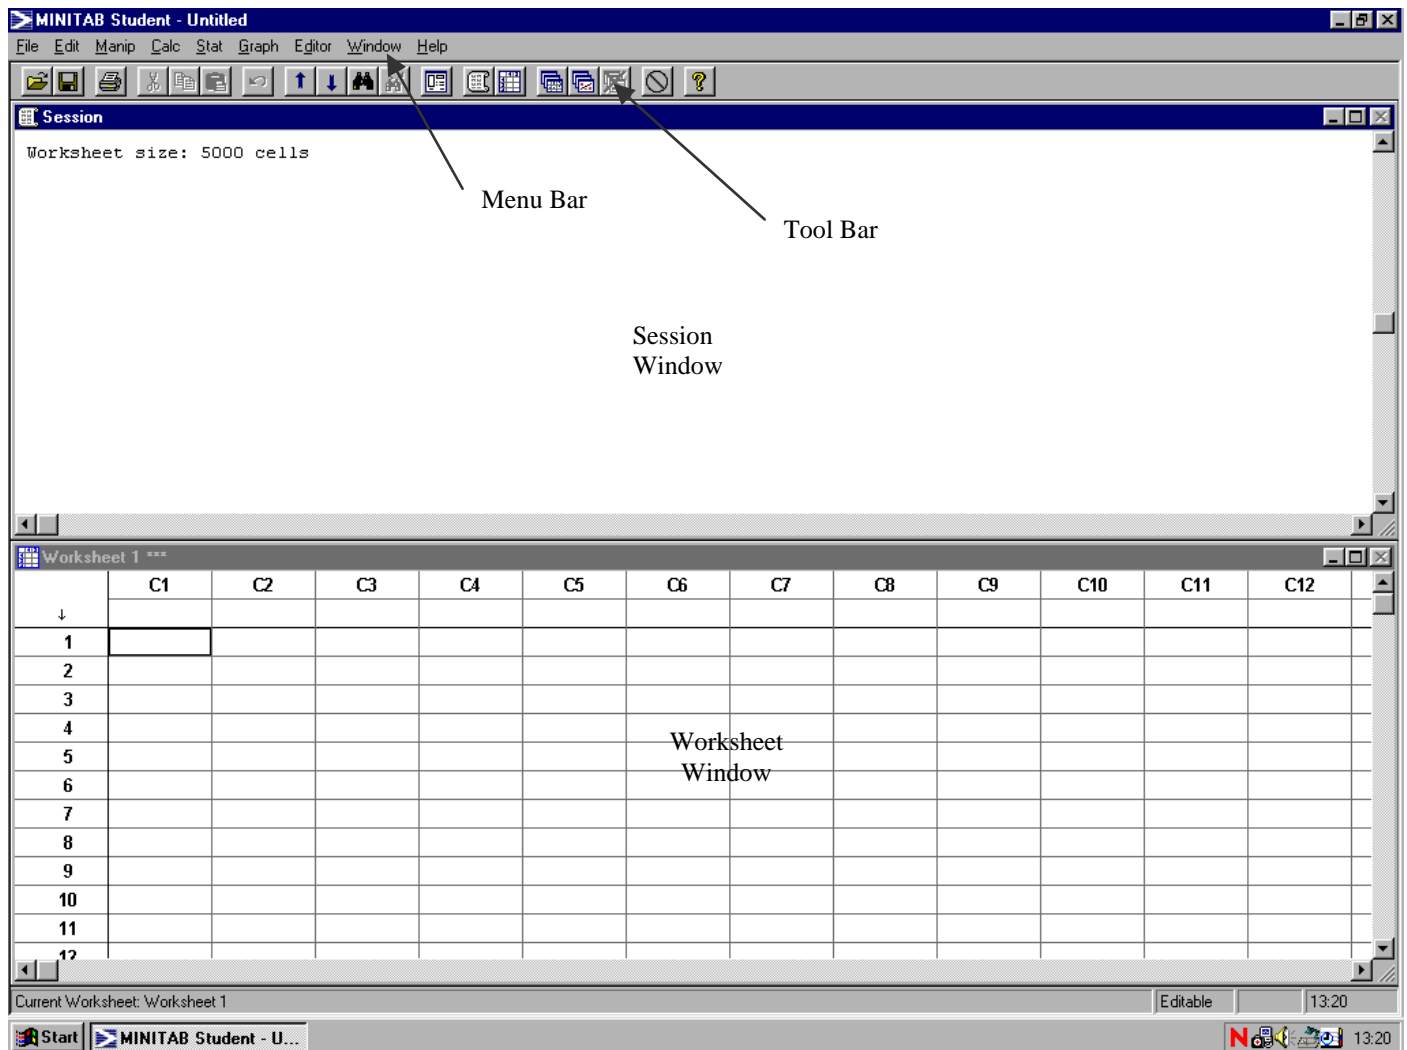 MINITAB Student - Untitled
File Edit Manip Calc Stat Graph Editor Window Help
Session
Worksheet size: 5000 cells
Menu Bar
Tool Bar
Session
Window
Worksheet 1 ***
C1 C2 C3 C4 C5 C6 C7 C8 C9 C10 C11 C12
↓
1
2
3
4
Worksheet
5
Window
6
7
8
9
10
11
12
Current Worksheet: Worksheet 1 Editable 13:20
Start MINITAB Student - U... N 13:20